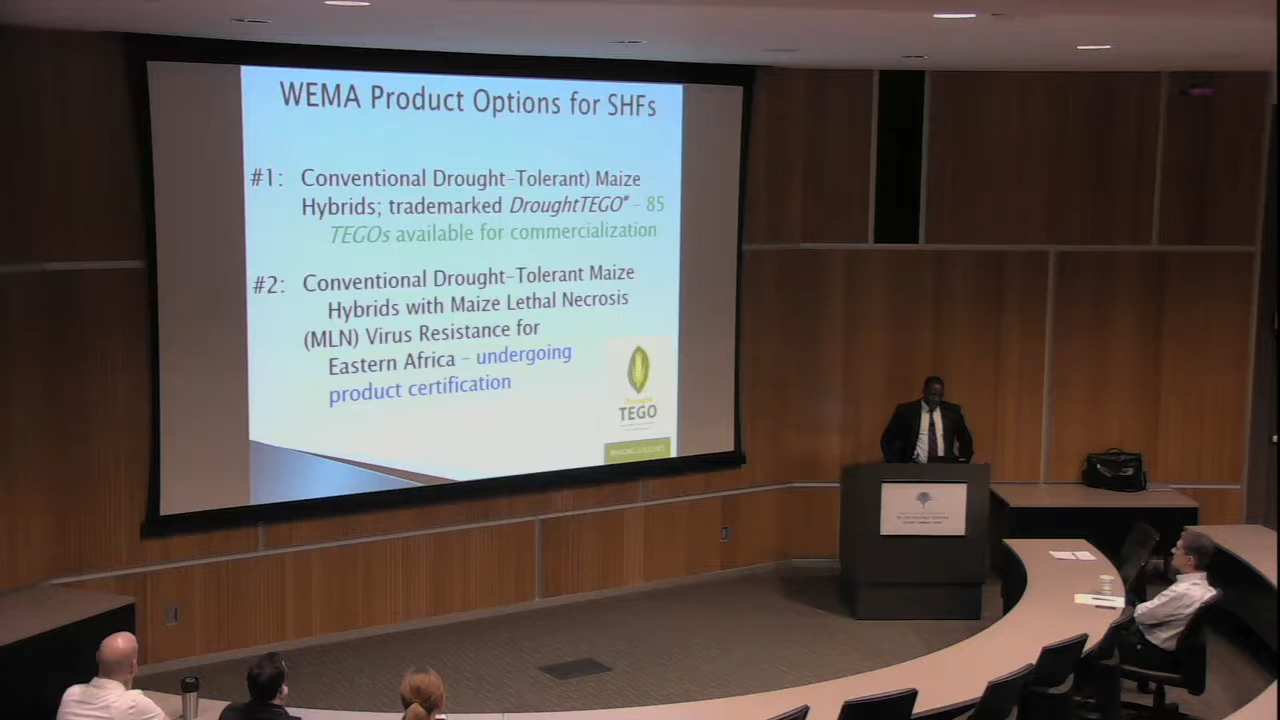 WEMA Product Options for SHFs
#1: Conventional Drought-Tolerant) Maize
Hybrids; trademarked DroughtTEGO® - 85
TEGOs available for commercialization
#2: Conventional Drought-Tolerant Maize
Hybrids with Maize Lethal Necrosis
(MLN) Virus Resistance for
Eastern Africa - undergoing
product certification
Drought
TEGO